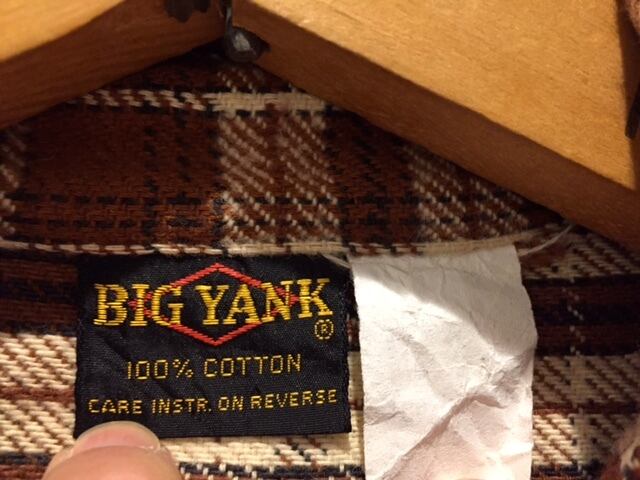 BIG YANK ®
100% COTTON
CARE INSTR. ON REVERSE